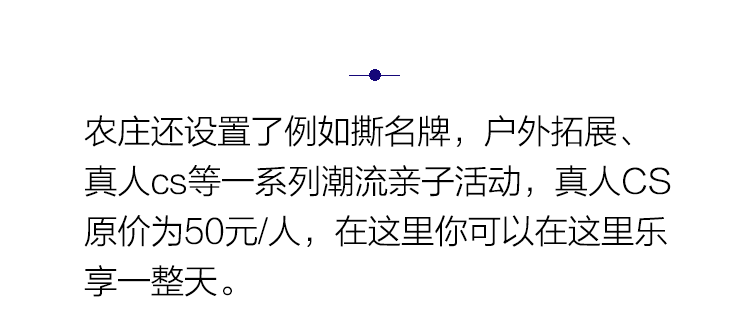 农庄还设置了例如撕名牌，户外拓展、
真人cs等一系列潮流亲子活动，真人CS
原价为50元/人，在这里你可以在这里乐
享一整天。